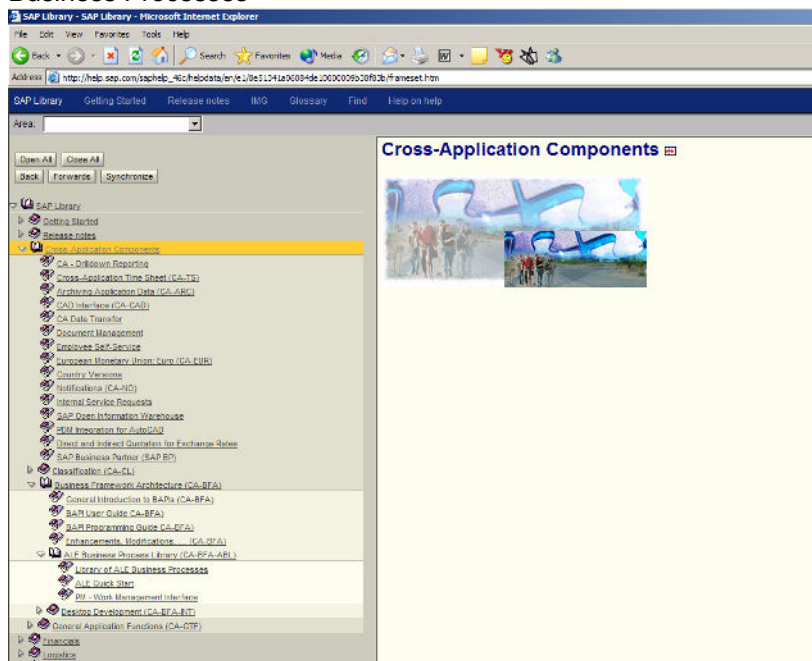 Business Processes
SAP Library - SAP Library - Microsoft Internet Explorer
File Edit View Favorites Tools Help
Back Search Favorites Media
Address http://help.sap.com/saphelp_46c/helpdata/en/
SAP Library Getting Started Release notes IMG Glossary Find Help on help
Area:
Cross-Application Components
Open All Close All
Back Forwards Synchronize
SAP Library
Getting Started
Release notes
Cross-Application Components
CA - Drilldown Reporting
Cross-Application Time Sheet (CA-TS)
Archiving Application Data (CA-ARC)
CAD Interface (CA-CAD)
CA Data Transfer
Document Management
Employee Self-Service
European Monetary Union: Euro (CA-EUR)
Country Versions
Notifications (CA-NO)
Internal Service Requests
SAP Open Information Warehouse
PDM Integration for AutoCAD
Direct and Indirect Quotation for Exchange Rates
SAP Business Partner (SAP BP)
Classification (CA-CL)
Business Framework Architecture (CA-BFA)
General Introduction to BAPIs (CA-BFA)
BAPI User Guide CA-BFA)
BAPI Programming Guide CA-BFA)
Enhancements, Modifications ... (CA-BFA)
ALE Business Process Library (CA-BFA-ABL)
Library of ALE Business Processes
ALE Quick Start
PM - Work Management Interface
Desktop Development (CA-BFA-INT)
General Application Functions (CA-GTF)
Financials
Logistics